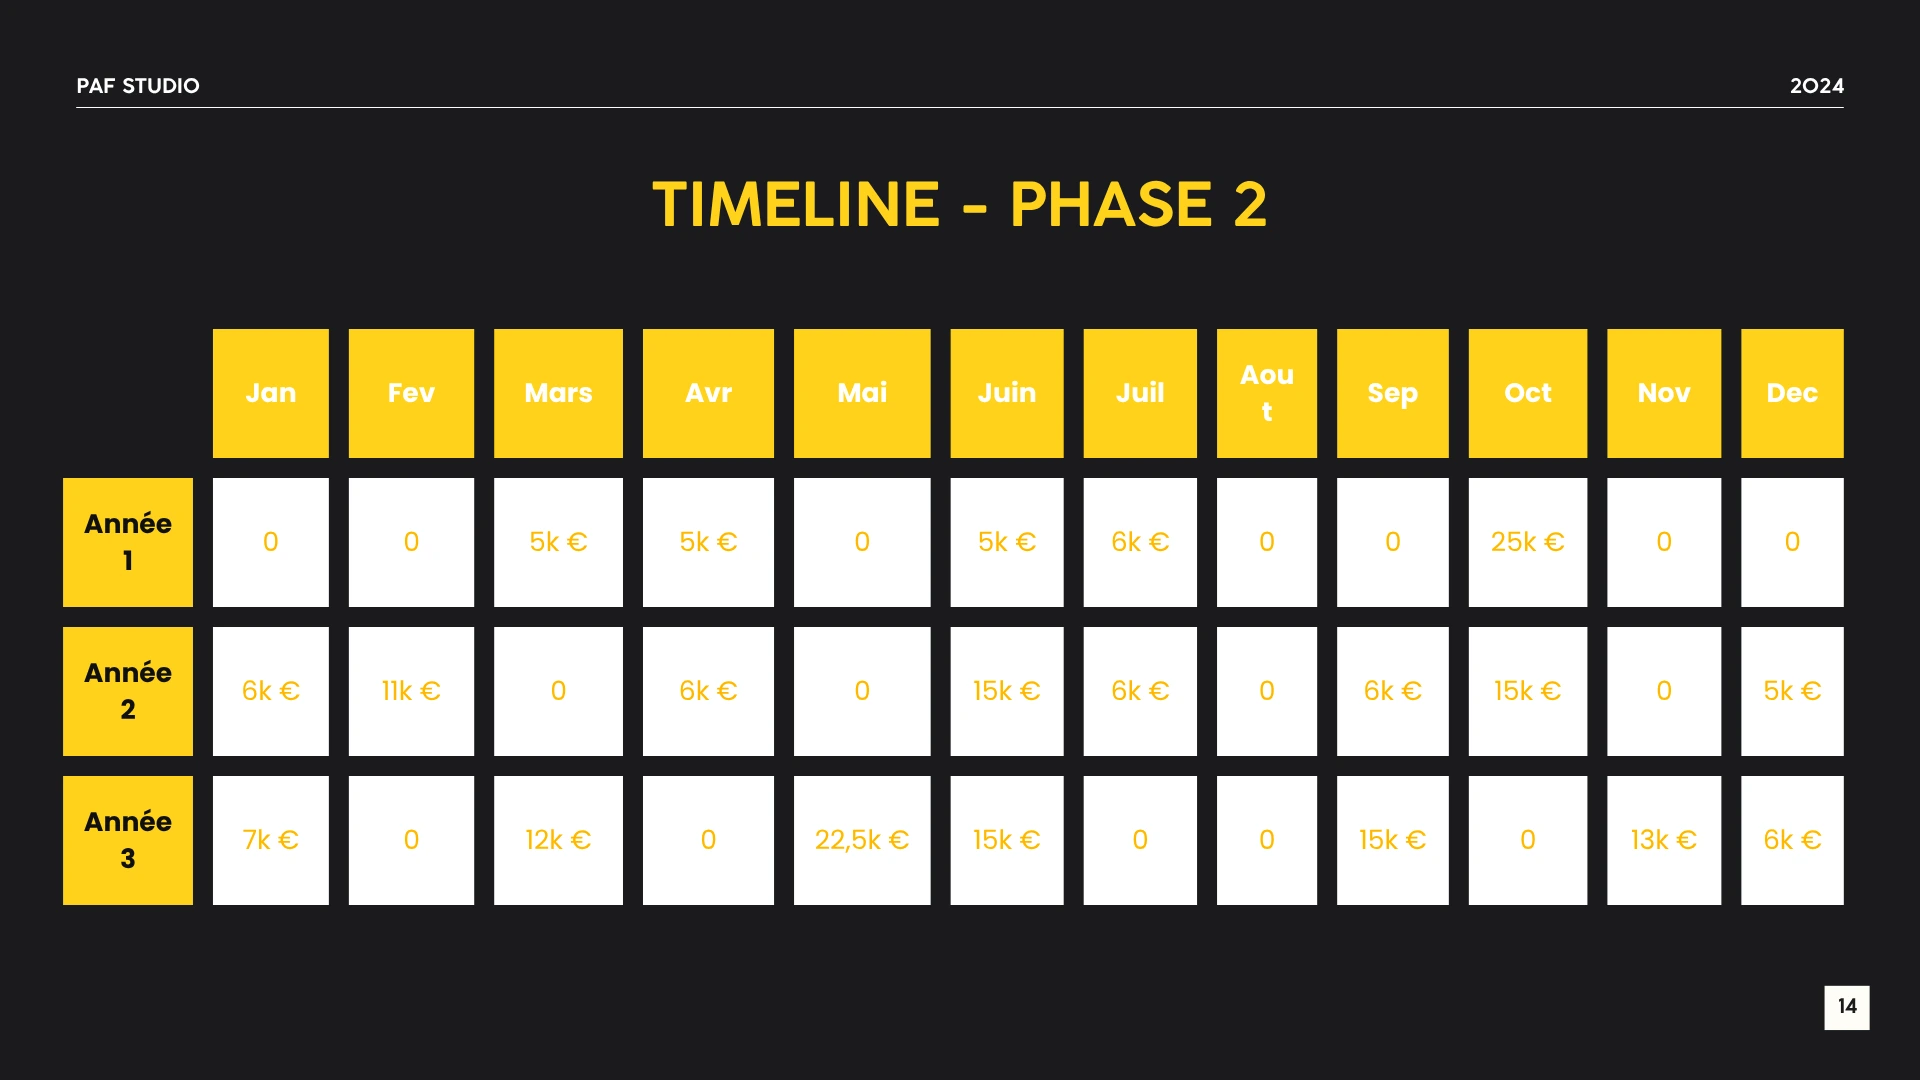 PAF STUDIO 2024
TIMELINE - PHASE 2
Jan Fev Mars Avr Mai Juin Juil Aou
t Sep Oct Nov Dec
Année
1 0 0 5k € 5k € 0 5k € 6k € 0 0 25k € 0 0
Année
2 6k € 11k € 0 6k € 0 15k € 6k € 0 6k € 15k € 0 5k €
Année
3 7k € 0 12k € 0 22,5k € 15k € 0 0 15k € 0 13k € 6k €
14